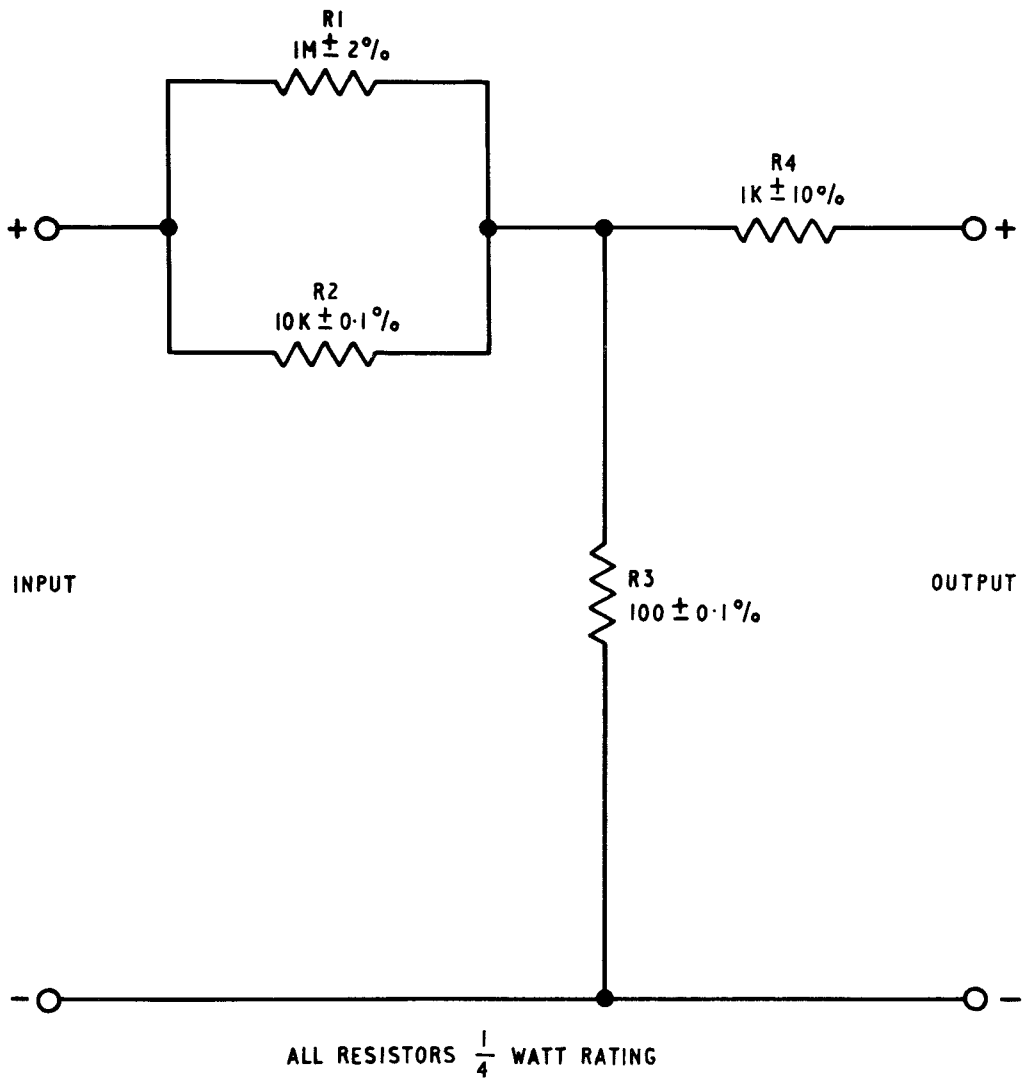 R1
1M ± 2%
R4
1K ± 10%
+
+
R2
10K ± 0·1%
INPUT
R3
100 ± 0·1%
OUTPUT
-
-
ALL RESISTORS 1/4 WATT RATING